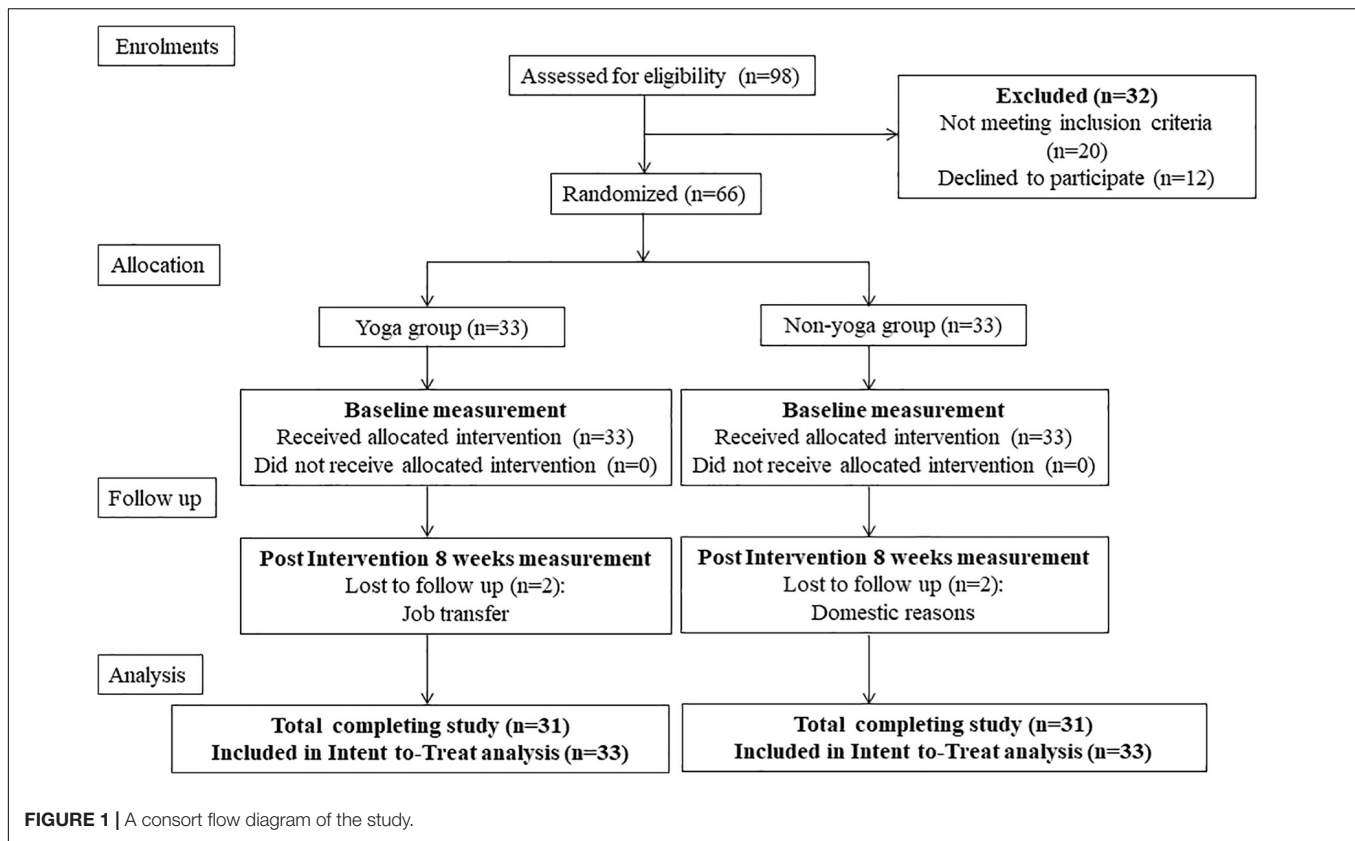 Enrolments
Assessed for eligibility (n=98)
Excluded (n=32)
Not meeting inclusion criteria
(n=20)
Declined to participate (n=12)
Randomized (n=66)
Allocation
Yoga group (n=33)
Non-yoga group (n=33)
Baseline measurement
Received allocated intervention (n=33)
Did not receive allocated intervention (n=0)
Baseline measurement
Received allocated intervention (n=33)
Did not receive allocated intervention (n=0)
Follow up
Post Intervention 8 weeks measurement
Lost to follow up (n=2):
Job transfer
Post Intervention 8 weeks measurement
Lost to follow up (n=2):
Domestic reasons
Analysis
Total completing study (n=31)
Included in Intent to-Treat analysis (n=33)
Total completing study (n=31)
Included in Intent to-Treat analysis (n=33)
FIGURE 1 | A consort flow diagram of the study.